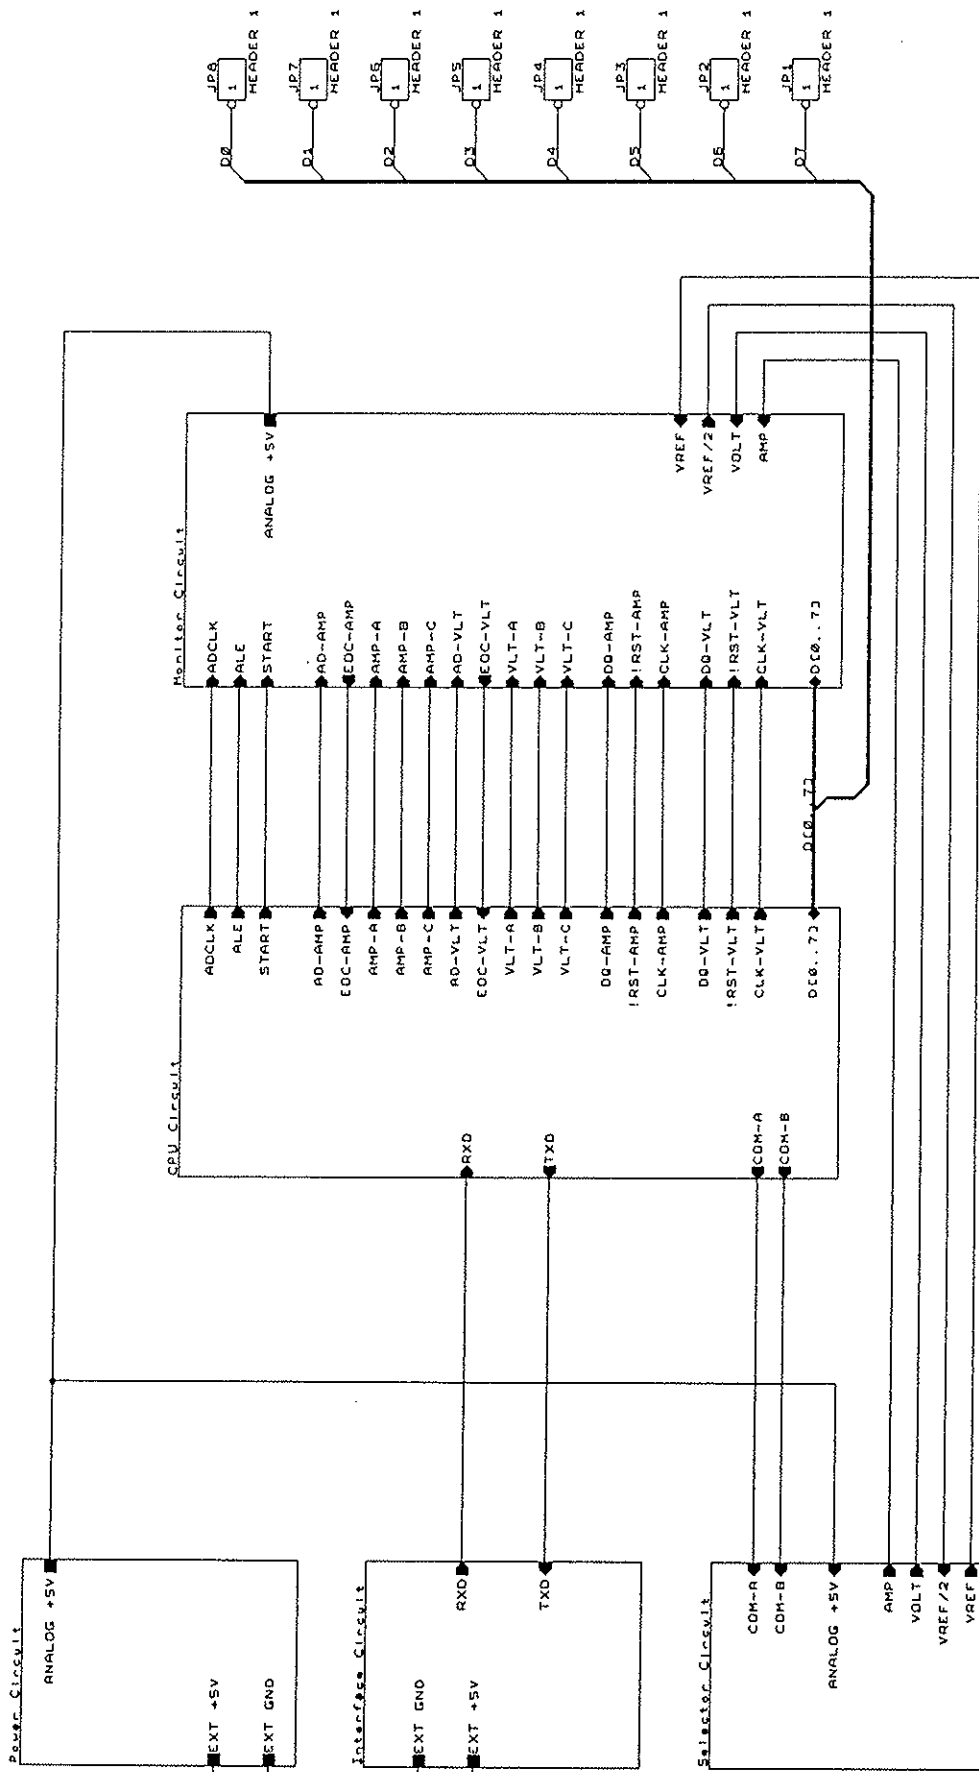 Power Circuit
ANALOG +5V
EXT +5V
EXT GND
Interface Circuit
RXD
TXD
EXT GND
EXT +5V
Selector Circuit
COM-A
COM-B
ANALOG +5V
AMP
VOLT
VREF/2
VREF
CPU Circuit
RXD
TXD
COM-A
COM-B
ADCLK
ALE
START
AD-AMP
EOC-AMP
AMP-A
AMP-B
AMP-C
AD-VLT
EOC-VLT
VLT-A
VLT-B
VLT-C
DQ-AMP
!RST-AMP
CLK-AMP
DQ-VLT
!RST-VLT
CLK-VLT
D[0..7]
D[0..7]
Monitor Circuit
ADCLK
ALE
START
AD-AMP
EOC-AMP
AMP-A
AMP-B
AMP-C
AD-VLT
EOC-VLT
VLT-A
VLT-B
VLT-C
DQ-AMP
!RST-AMP
CLK-AMP
DQ-VLT
!RST-VLT
CLK-VLT
D[0..7]
ANALOG +5V
VREF
VREF/2
VOLT
AMP
D0
JP8
1
HEADER 1
D1
JP7
1
HEADER 1
D2
JP6
1
HEADER 1
D3
JP5
1
HEADER 1
D4
JP4
1
HEADER 1
D5
JP3
1
HEADER 1
D6
JP2
1
HEADER 1
D7
JP1
1
HEADER 1